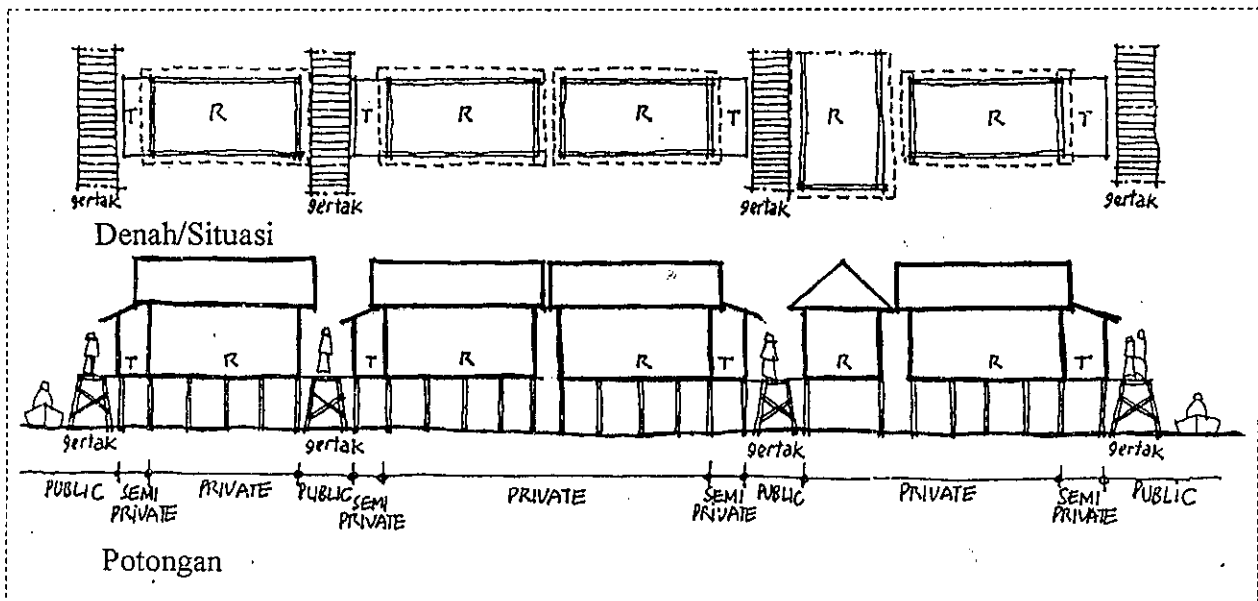 T R T R R T R R T
gertak gertak gertak gertak
Denah/Situasi
T R T R R T R R T
gertak gertak gertak gertak
PUBLIC SEMI PRIVATE PRIVATE PUBLIC SEMI PRIVATE PRIVATE SEMI PRIVATE PUBLIC PRIVATE SEMI PRIVATE PUBLIC
Potongan